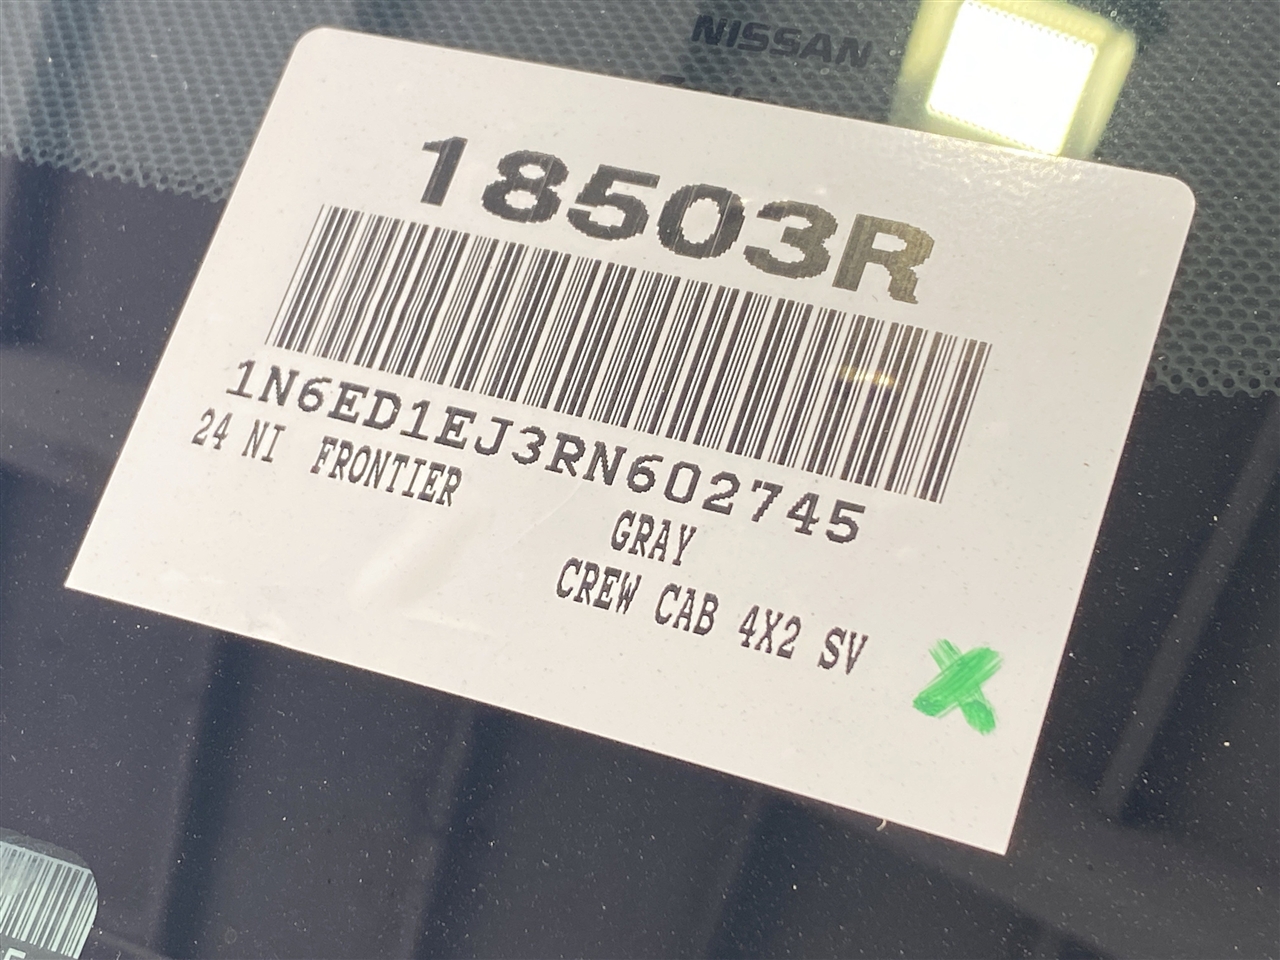 NISSAN
18503R
1N6ED1EJ3RN602745
24 NI FRONTIER
GRAY
CREW CAB 4X2 SV